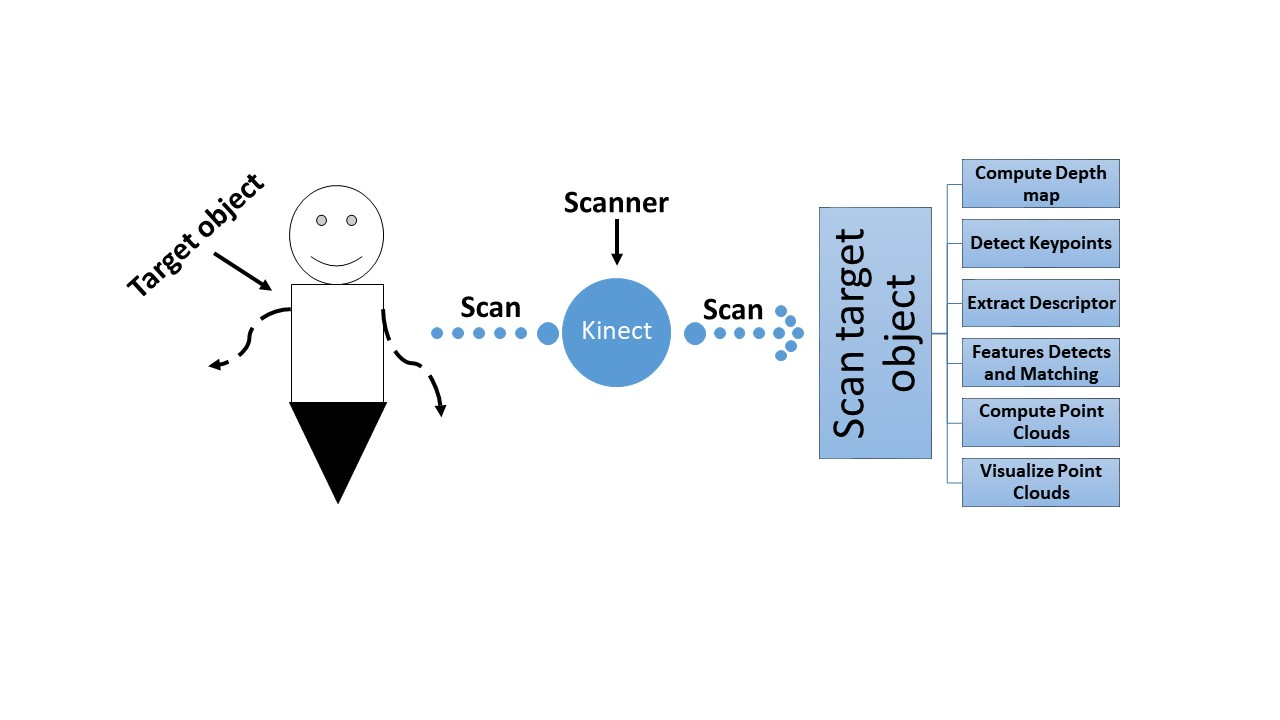 Target object
Scan
Scanner
Kinect
Scan
Scan target
object
Compute Depth
map
Detect Keypoints
Extract Descriptor
Features Detects
and Matching
Compute Point
Clouds
Visualize Point
Clouds